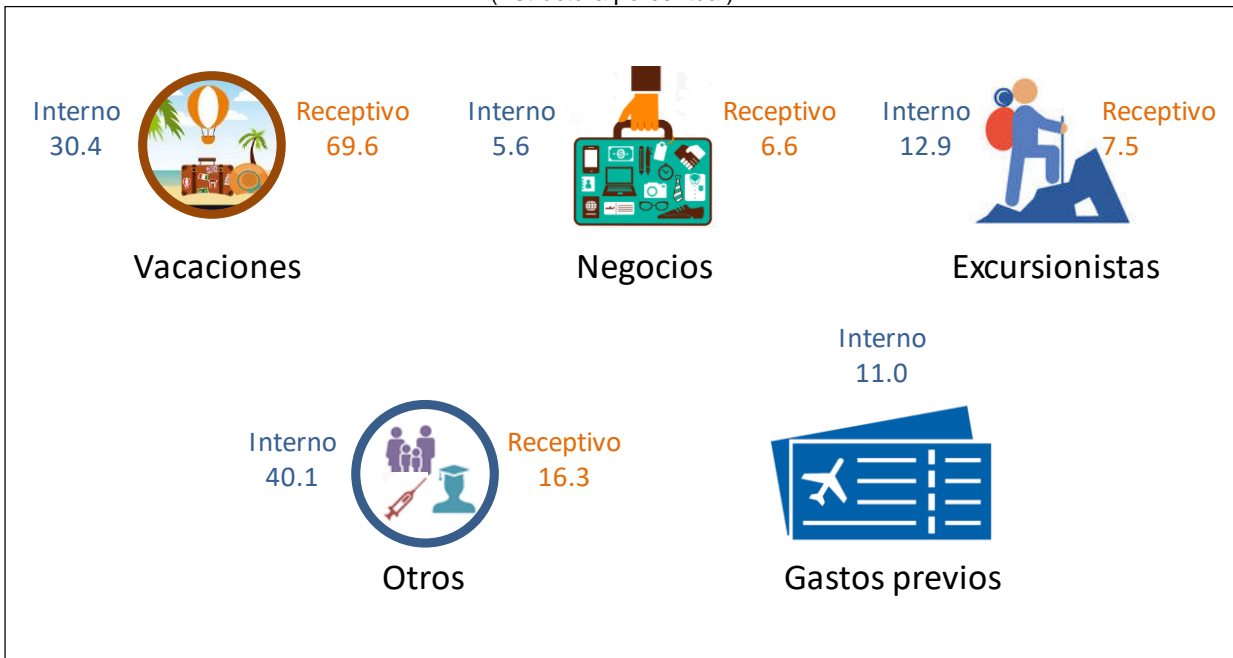 Interno
30.4
Receptivo
69.6
Vacaciones
Interno
5.6
Receptivo
6.6
Negocios
Interno
12.9
Receptivo
7.5
Excursionistas
Interno
40.1
Receptivo
16.3
Otros
Interno
11.0
Gastos previos